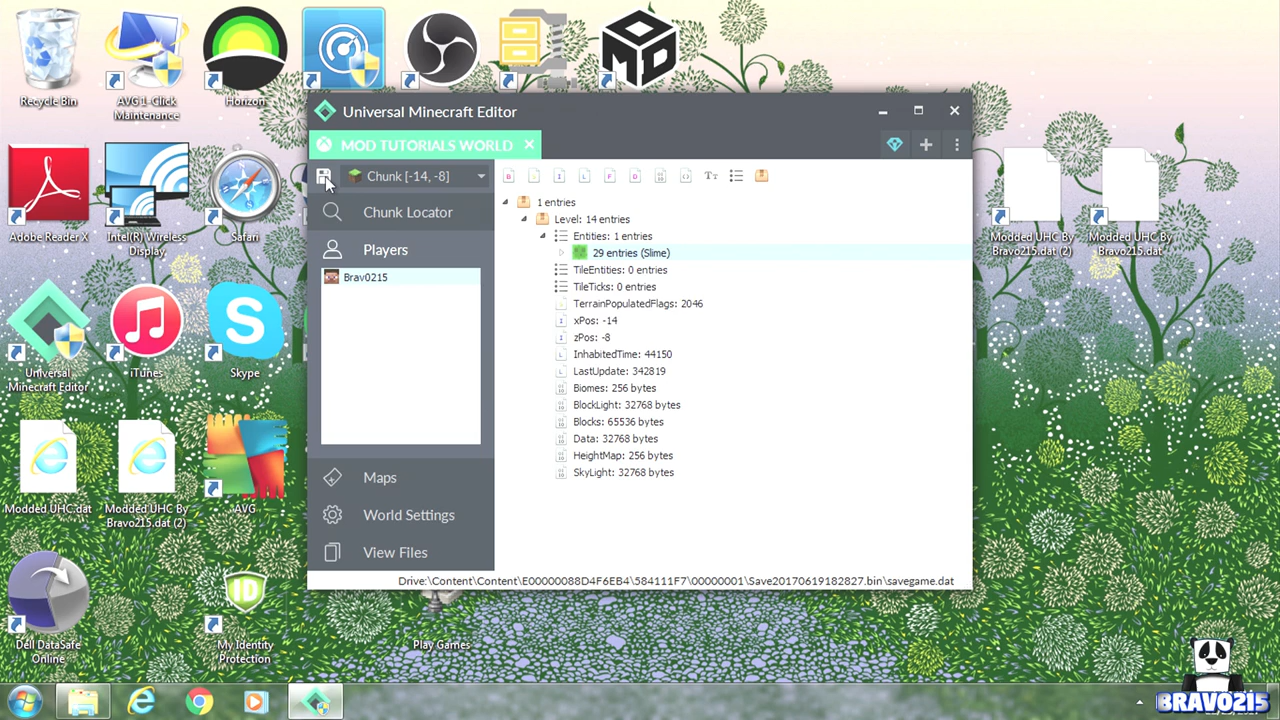 Recycle Bin
AVG 1-Click
Maintenance
Horizon
MD
Universal Minecraft Editor
MOD TUTORIALS WORLD
Chunk [-14, -8]
Chunk Locator
Players
Brav0215
Maps
World Settings
View Files
1 entries
Level: 14 entries
Entities: 1 entries
29 entries (Slime)
TileEntities: 0 entries
TileTicks: 0 entries
TerrainPopulatedFlags: 2046
xPos: -14
zPos: -8
InhabitedTime: 44150
LastUpdate: 342819
Biomes: 256 bytes
BlockLight: 32768 bytes
Blocks: 65536 bytes
Data: 32768 bytes
HeightMap: 256 bytes
SkyLight: 32768 bytes
Drive:\Content\Content\E00000088D4F6EB4\584111F7\00000001\Save20170619182827.bin\savegame.dat
Adobe Reader X
Intel(R) Wireless
Display
Safari
Modded UHC By
Bravo215.dat (2)
Modded UHC By
Bravo215.dat
Universal
Minecraft Editor
iTunes
Skype
Modded UHC.dat
Modded UHC By
Bravo215.dat (2)
AVG
Dell DataSafe
Online
ID
My Identity
Protection
Play Games
BRAVO215